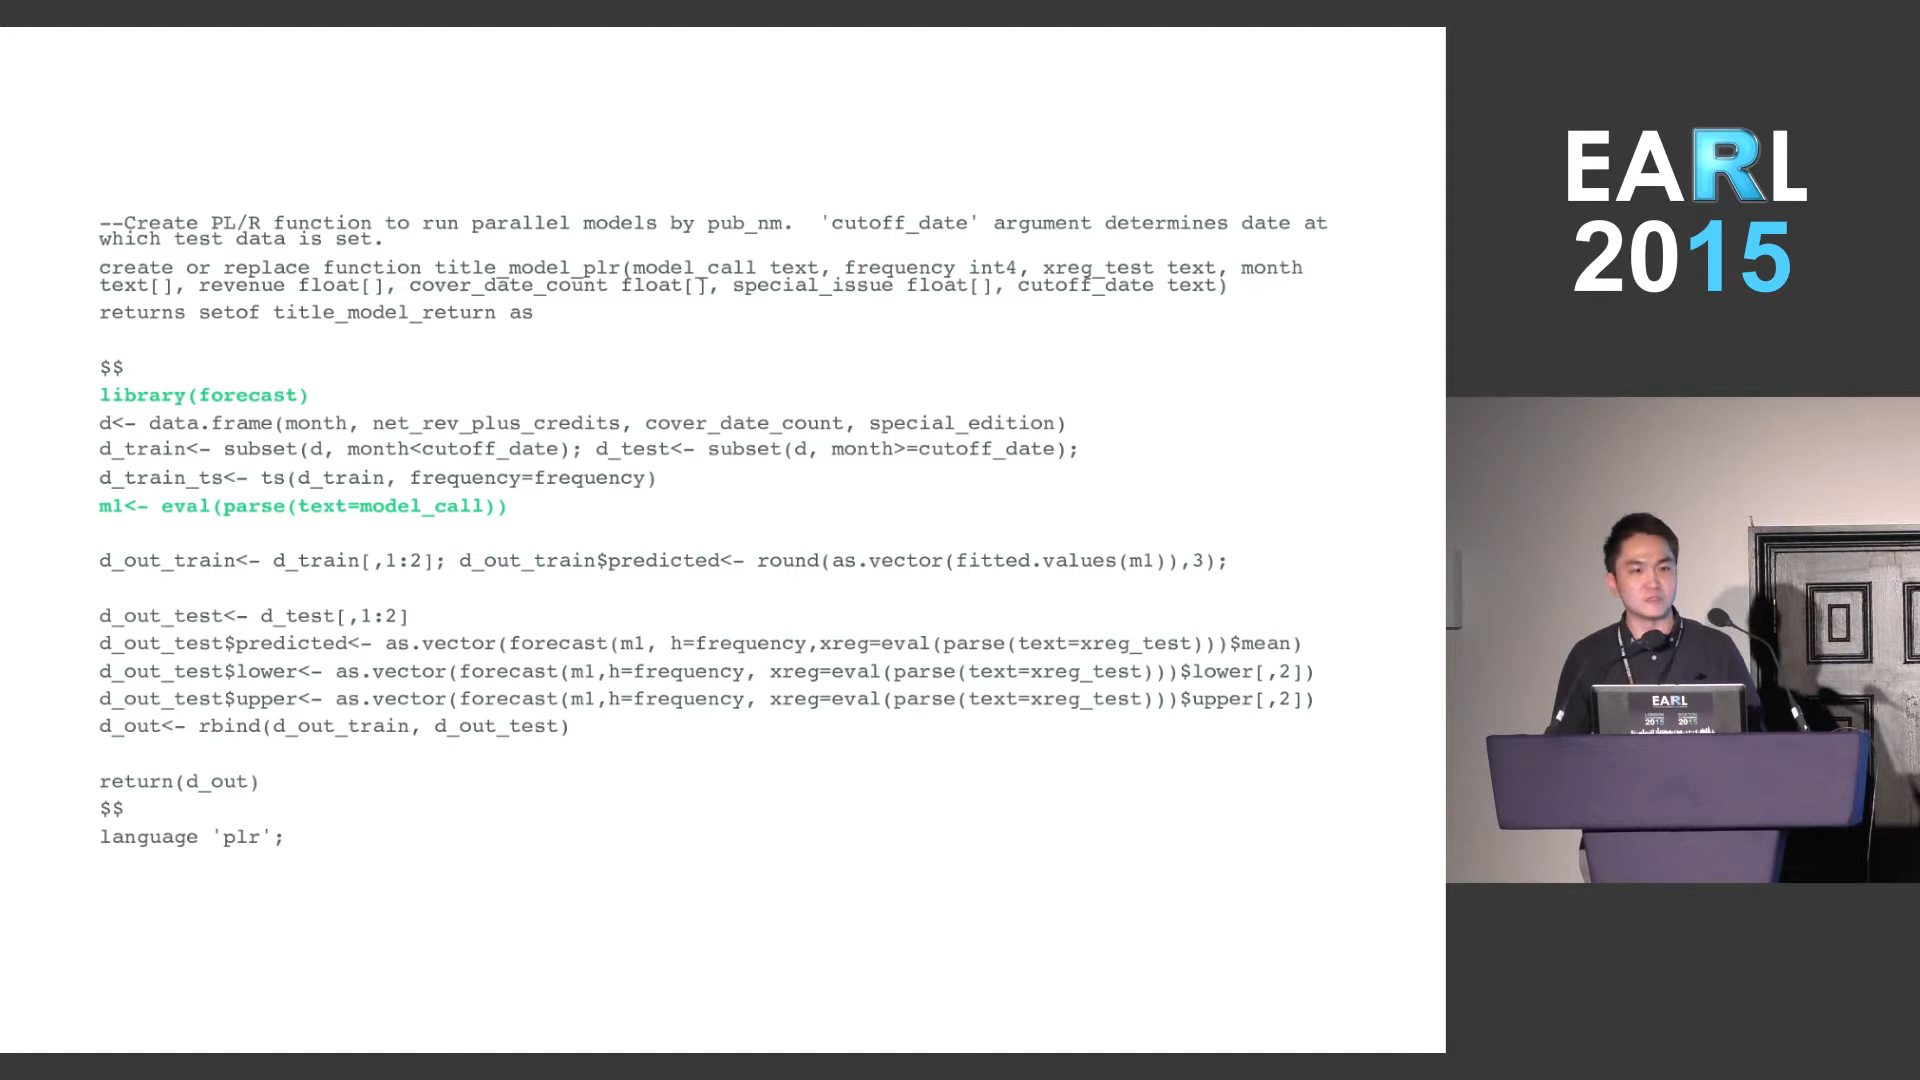 --Create PL/R function to run parallel models by pub_nm.  'cutoff_date' argument determines date at
which test data is set.
create or replace function title_model_plr(model_call text, frequency int4, xreg_test text, month
text[], revenue float[], cover_date_count float[], special_issue float[], cutoff_date text)
returns setof title_model_return as
$$
library(forecast)
d<- data.frame(month, net_rev_plus_credits, cover_date_count, special_edition)
d_train<- subset(d, month<cutoff_date); d_test<- subset(d, month>=cutoff_date);
d_train_ts<- ts(d_train, frequency=frequency)
m1<- eval(parse(text=model_call))
d_out_train<- d_train[,1:2]; d_out_train$predicted<- round(as.vector(fitted.values(m1)),3);
d_out_test<- d_test[,1:2]
d_out_test$predicted<- as.vector(forecast(m1, h=frequency,xreg=eval(parse(text=xreg_test)))$mean)
d_out_test$lower<- as.vector(forecast(m1,h=frequency, xreg=eval(parse(text=xreg_test)))$lower[,2])
d_out_test$upper<- as.vector(forecast(m1,h=frequency, xreg=eval(parse(text=xreg_test)))$upper[,2])
d_out<- rbind(d_out_train, d_out_test)
return(d_out)
$$
language 'plr';
EARL
2015
EARL
LONDON BOSTON
2015 2015